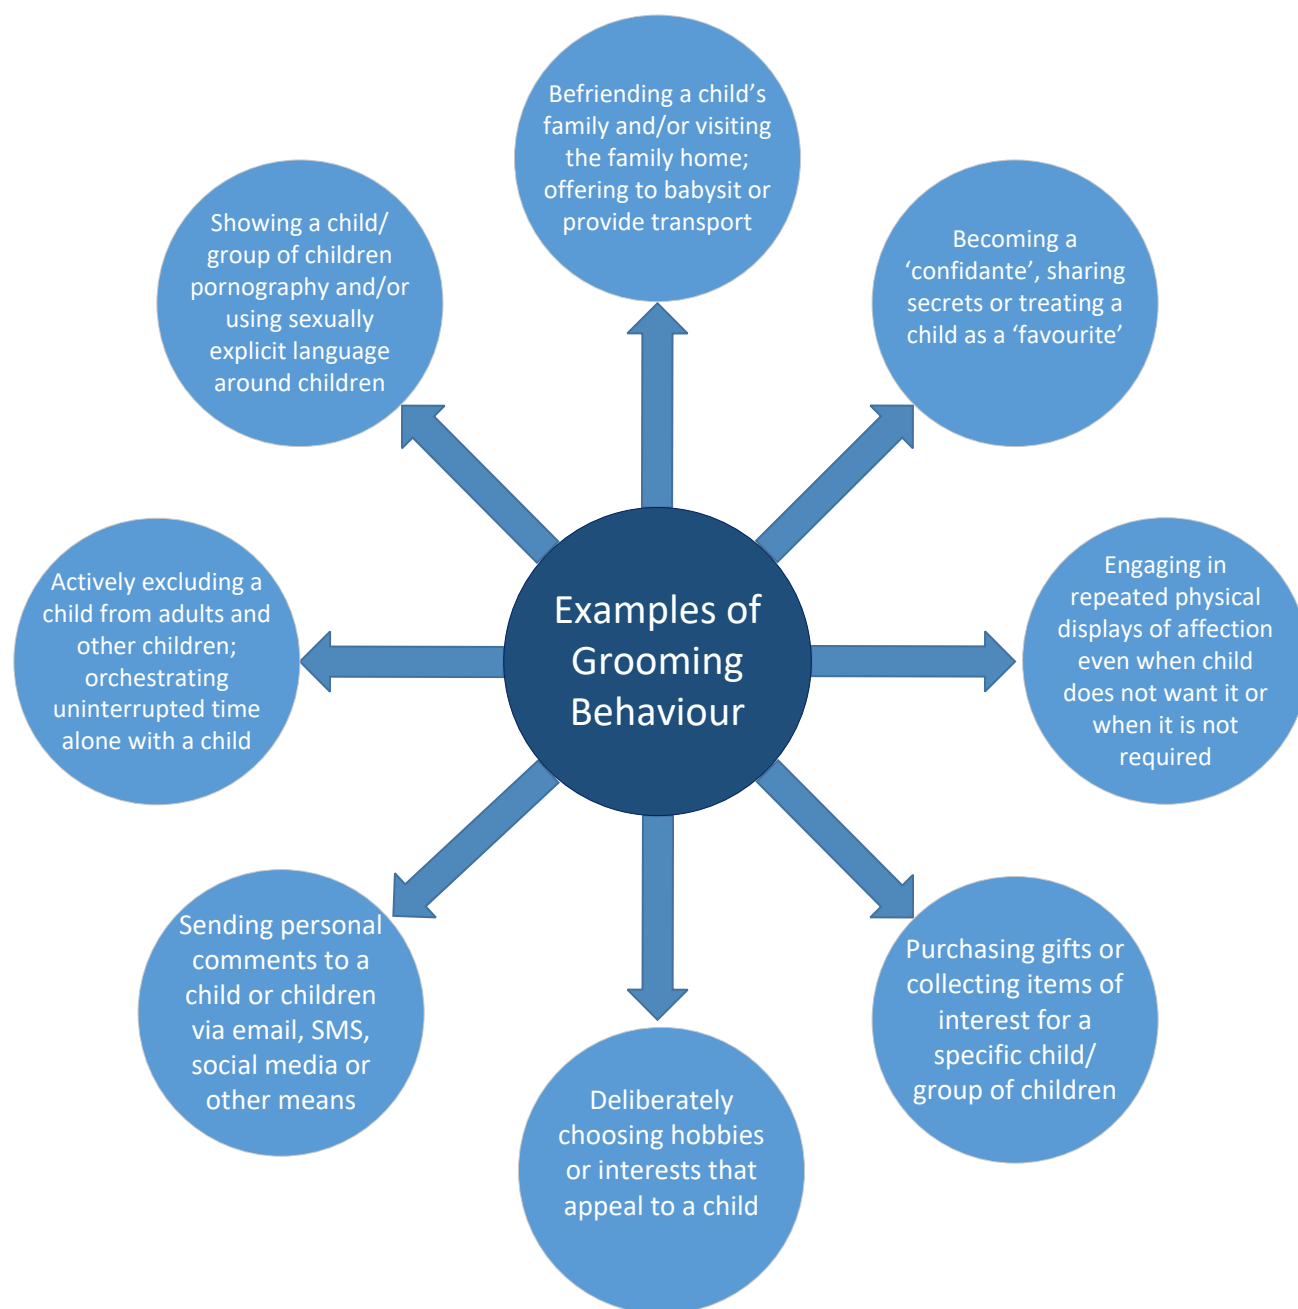 Befriending a child’s
family and/or visiting
the family home;
offering to babysit or
provide transport
Becoming a
‘confidante’, sharing
secrets or treating a
child as a ‘favourite’
Engaging in
repeated physical
displays of affection
even when child
does not want it or
when it is not
required
Purchasing gifts or
collecting items of
interest for a
specific child/
group of children
Deliberately
choosing hobbies
or interests that
appeal to a child
Sending personal
comments to a
child or children
via email, SMS,
social media or
other means
Actively excluding a
child from adults and
other children;
orchestrating
uninterrupted time
alone with a child
Showing a child/
group of children
pornography and/or
using sexually
explicit language
around children
Examples of
Grooming
Behaviour